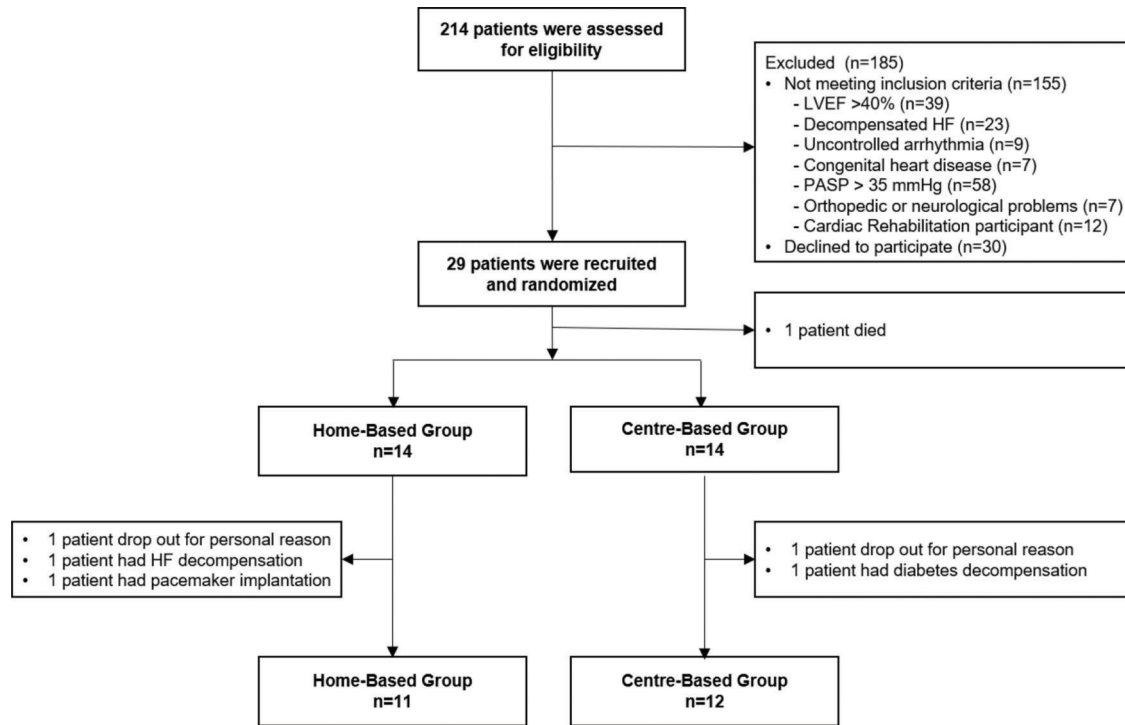 214 patients were assessed
for eligibility
Excluded (n=185)
• Not meeting inclusion criteria (n=155)
- LVEF >40% (n=39)
- Decompensated HF (n=23)
- Uncontrolled arrhythmia (n=9)
- Congenital heart disease (n=7)
- PASP > 35 mmHg (n=58)
- Orthopedic or neurological problems (n=7)
- Cardiac Rehabilitation participant (n=12)
• Declined to participate (n=30)
29 patients were recruited
and randomized
• 1 patient died
Home-Based Group
n=14
Centre-Based Group
n=14
• 1 patient drop out for personal reason
• 1 patient had HF decompensation
• 1 patient had pacemaker implantation
• 1 patient drop out for personal reason
• 1 patient had diabetes decompensation
Home-Based Group
n=11
Centre-Based Group
n=12